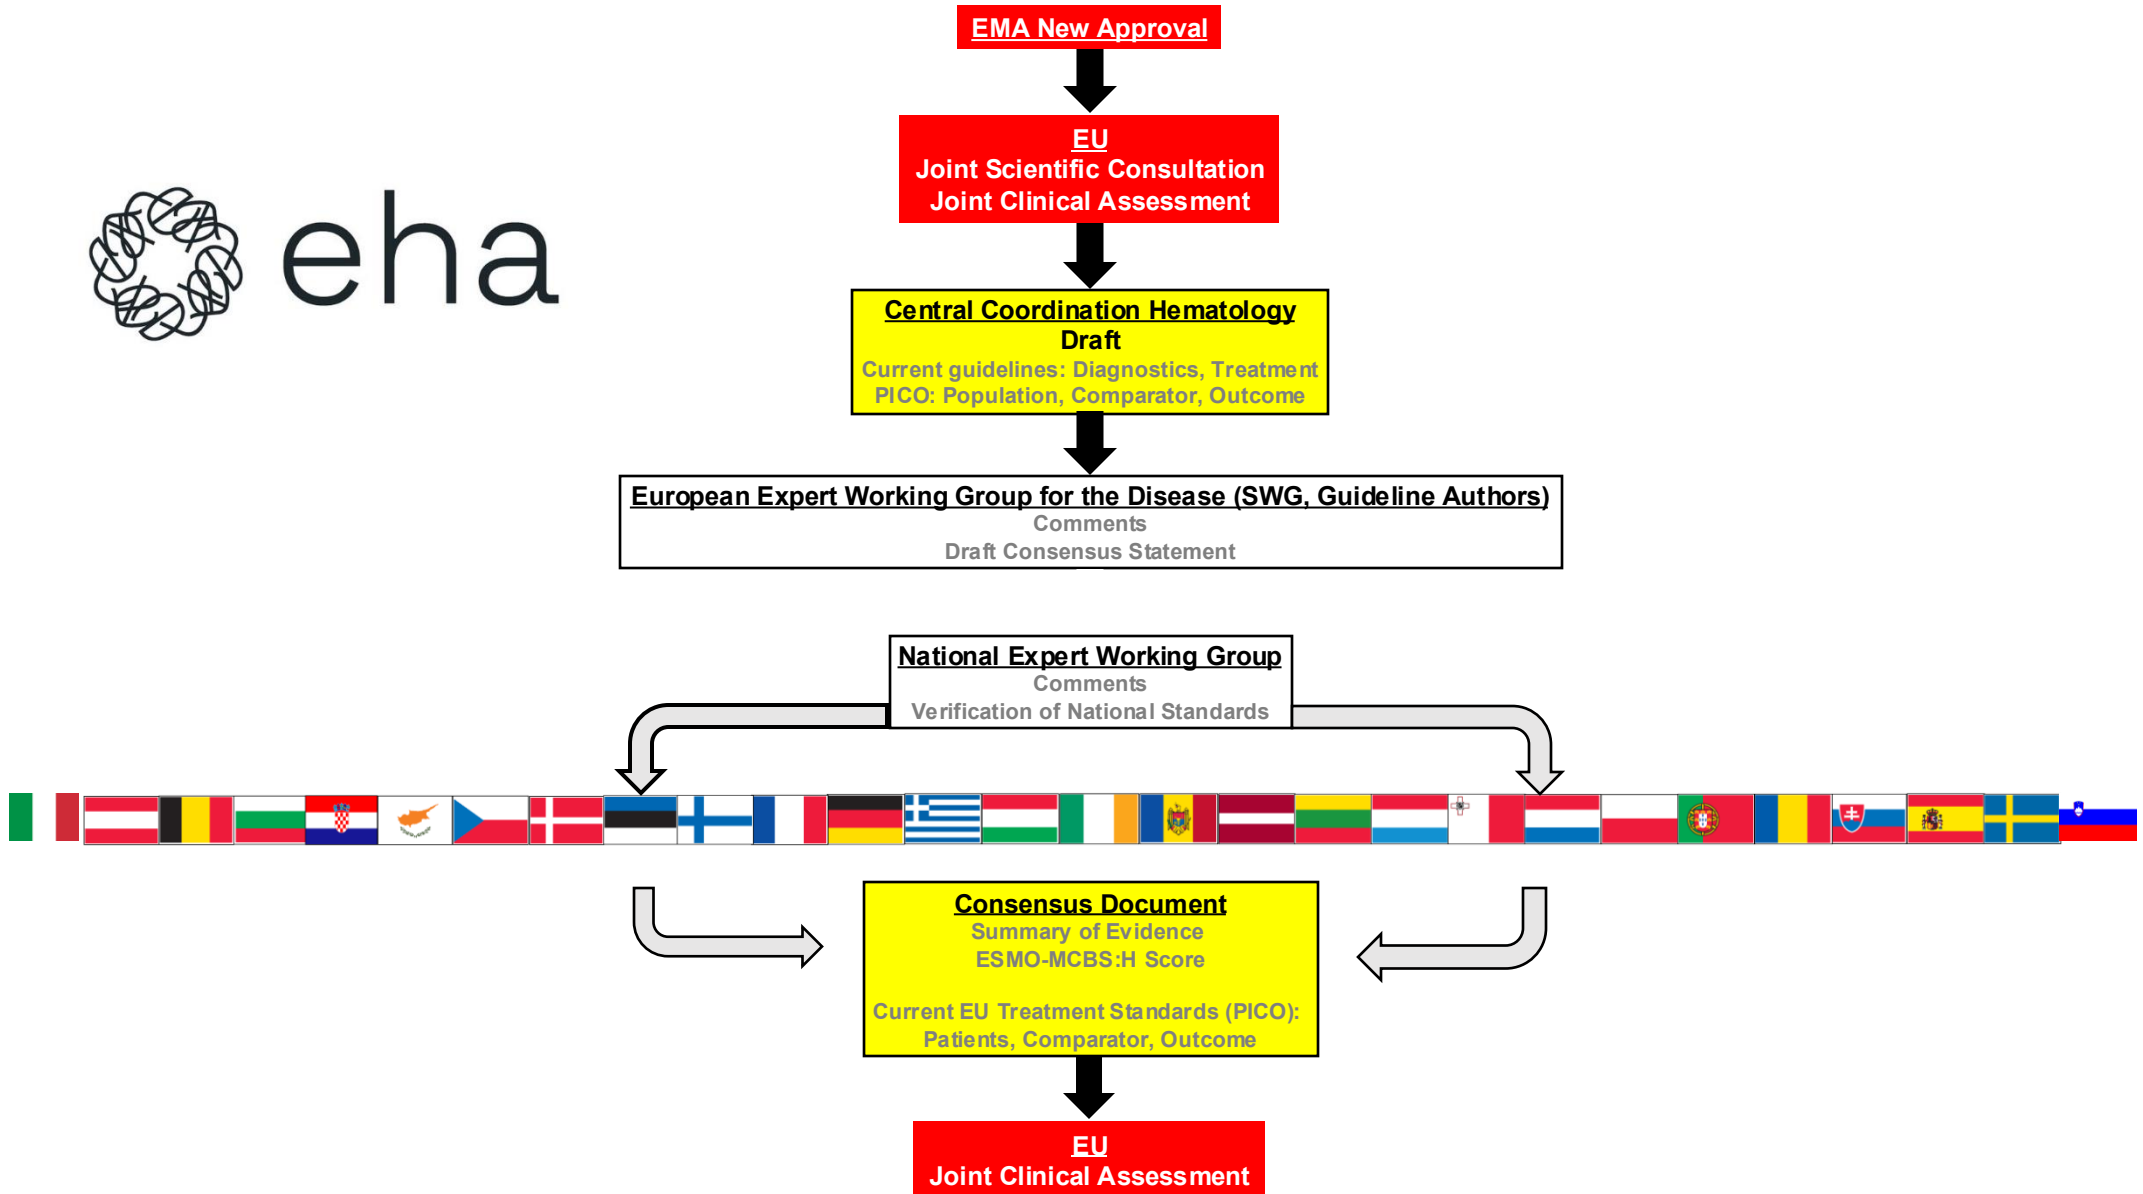 EMA New Approval
EU
Joint Scientific Consultation
Joint Clinical Assessment
eha
Central Coordination Hematology
Draft
Current guidelines: Diagnostics, Treatment
PICO: Population, Comparator, Outcome
European Expert Working Group for the Disease (SWG, Guideline Authors)
Comments
Draft Consensus Statement
National Expert Working Group
Comments
Verification of National Standards
Consensus Document
Summary of Evidence
ESMO-MCBS:H Score
Current EU Treatment Standards (PICO):
Patients, Comparator, Outcome
EU
Joint Clinical Assessment